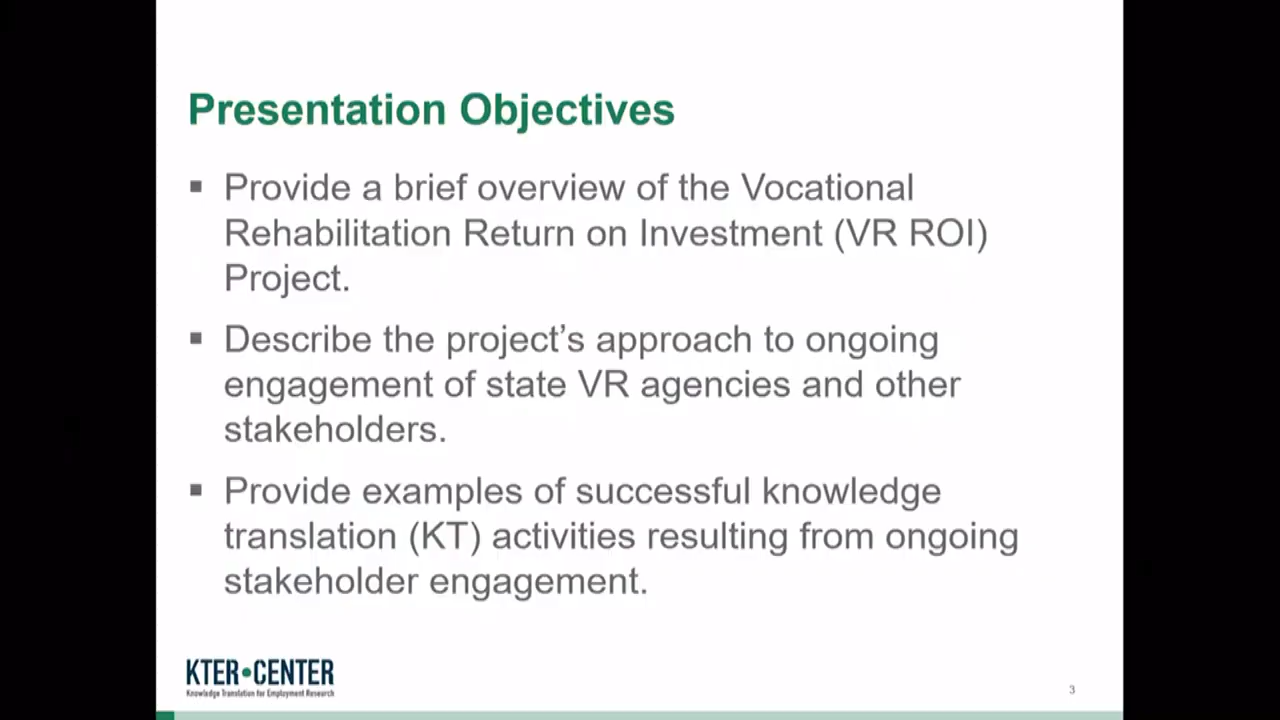 Presentation Objectives
▪ Provide a brief overview of the Vocational
Rehabilitation Return on Investment (VR ROI)
Project.
▪ Describe the project’s approach to ongoing
engagement of state VR agencies and other
stakeholders.
▪ Provide examples of successful knowledge
translation (KT) activities resulting from ongoing
stakeholder engagement.
KTER•CENTER
Knowledge Translation for Employment Research
3